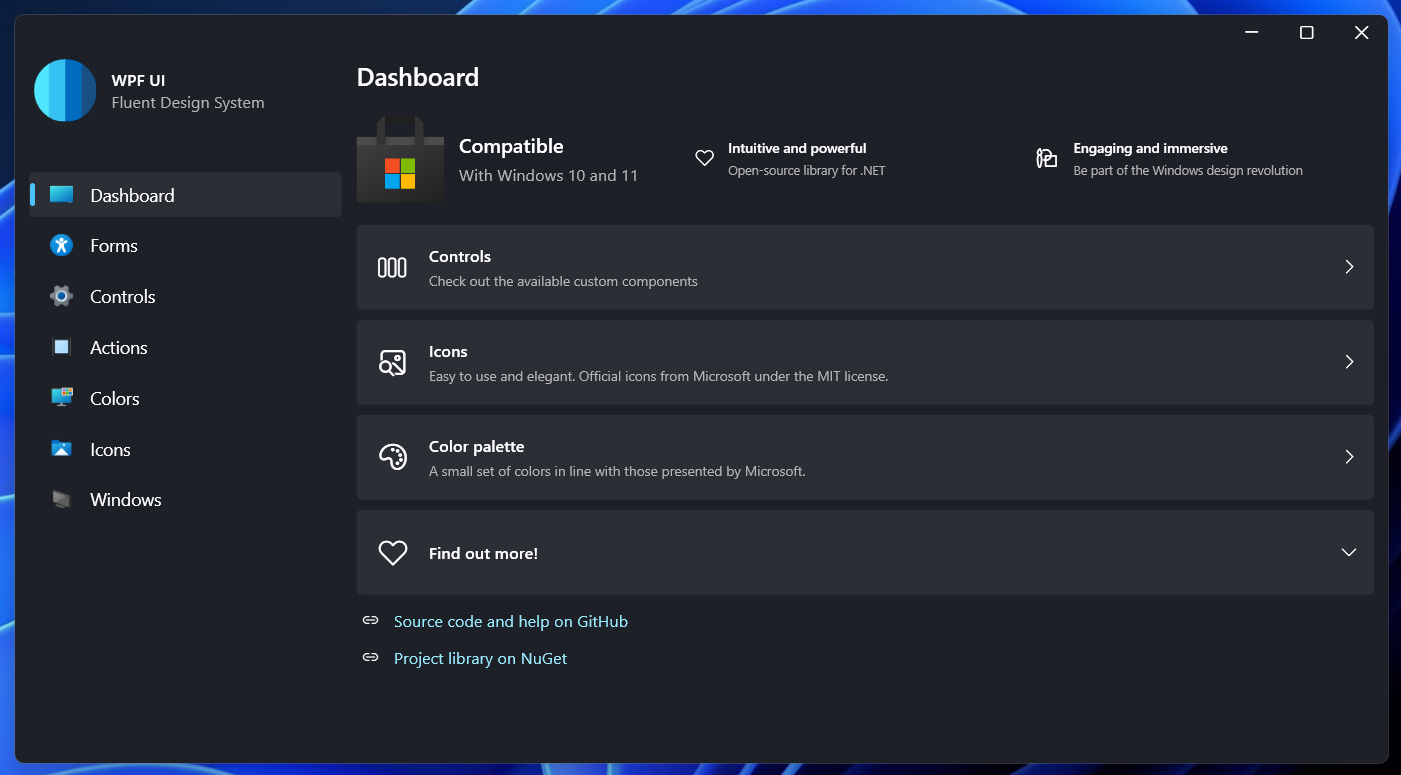 WPF UI
Fluent Design System
Dashboard
Forms
Controls
Actions
Colors
Icons
Windows
Dashboard
Compatible
With Windows 10 and 11
Intuitive and powerful
Open-source library for .NET
Engaging and immersive
Be part of the Windows design revolution
Controls
Check out the available custom components
Icons
Easy to use and elegant. Official icons from Microsoft under the MIT license.
Color palette
A small set of colors in line with those presented by Microsoft.
Find out more!
Source code and help on GitHub
Project library on NuGet